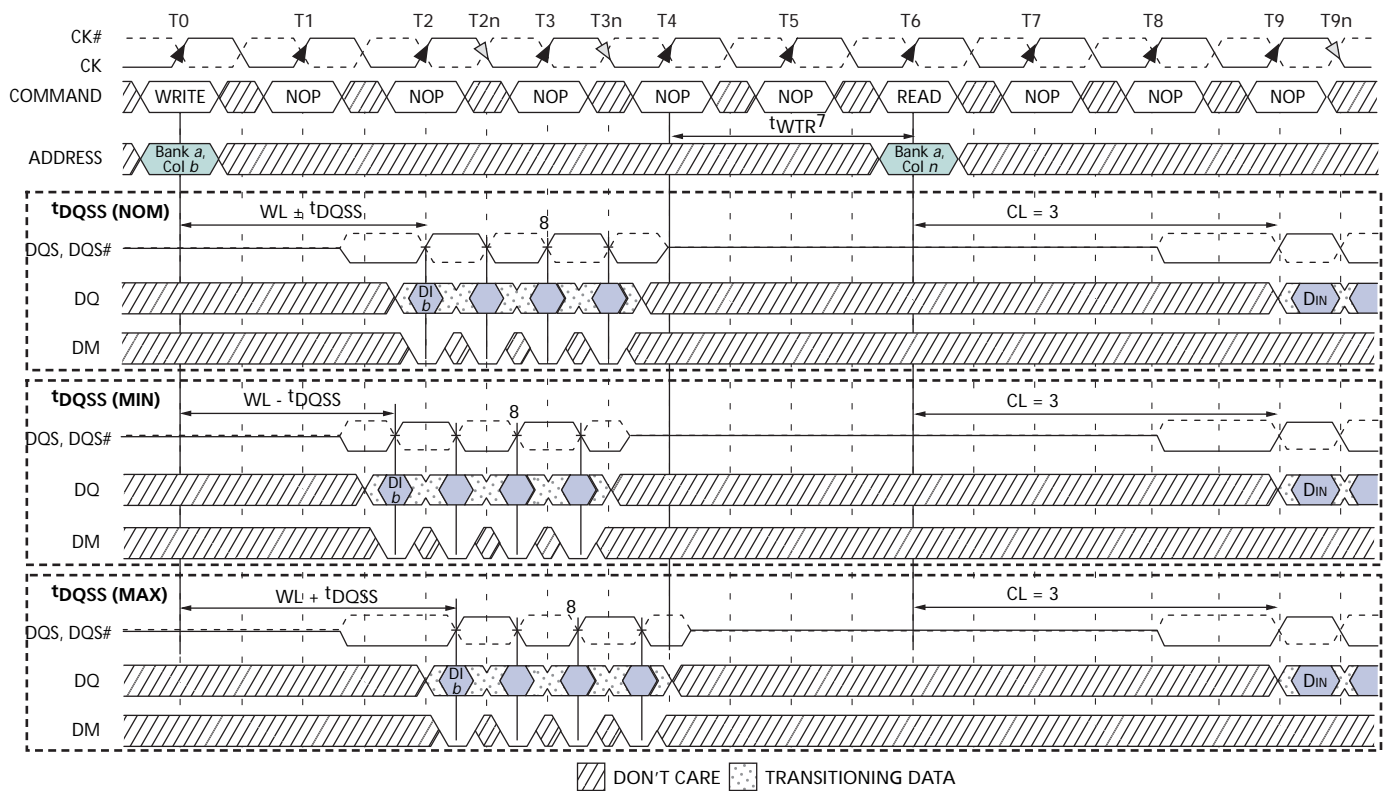 T0 T1 T2 T2n T3 T3n T4 T5 T6 T7 T8 T9 T9n
CK#
CK
COMMAND WRITE NOP NOP NOP NOP NOP READ NOP NOP NOP
tWTR7
ADDRESS Bank a, Col b Bank a, Col n
tDQSS (NOM) WL ± tDQSS CL = 3
8
DQS, DQS#
DQ DI b DIN
DM
tDQSS (MIN) WL - tDQSS CL = 3
8
DQS, DQS#
DQ DI b DIN
DM
tDQSS (MAX) WL + tDQSS CL = 3
8
DQS, DQS#
DQ DI b DIN
DM
DON'T CARE TRANSITIONING DATA